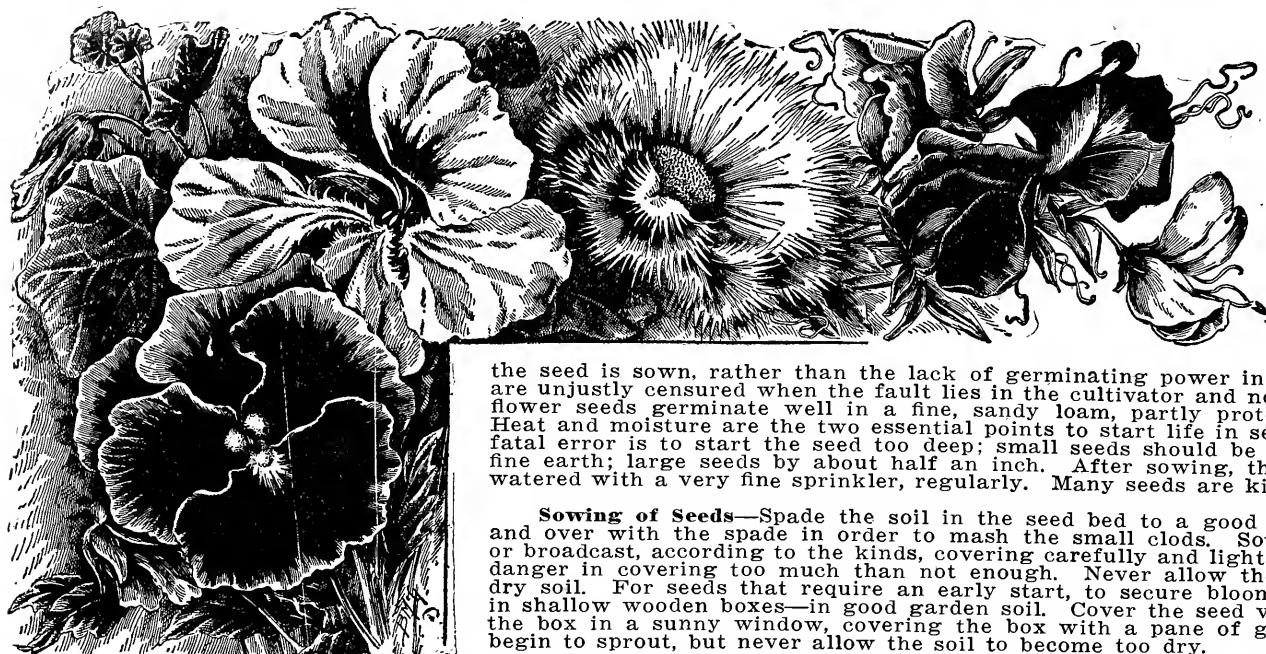 the seed is sown, rather than the lack of germinating power in
are unjustly censured when the fault lies in the cultivator and
flower seeds germinate well in a fine, sandy loam, partly
Heat and moisture are the two essential points to start life in
fatal error is to start the seed too deep; small seeds should be
fine earth; large seeds by about half an inch. After sowing,
watered with a very fine sprinkler, regularly. Many seeds are
Sowing of Seeds—Spade the soil in the seed bed to a good
and over with the spade in order to mash the small clods.
or broadcast, according to the kinds, covering carefully and
danger in covering too much than not enough. Never allow
dry soil. For seeds that require an early start, to secure
in shallow wooden boxes—in good garden soil. Cover the seed
the box in a sunny window, covering the box with a pane of
begin to sprout, but never allow the soil to become too dry.